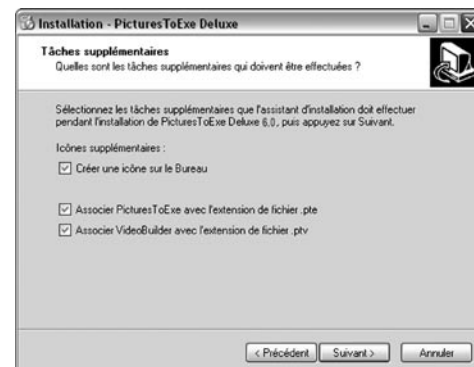 Installation - PicturesToExe Deluxe
Tâches supplémentaires
Quelles sont les tâches supplémentaires qui doivent être effectuées ?
Sélectionnez les tâches supplémentaires que l'assistant d'installation doit effectuer
pendant l'installation de PicturesToExe Deluxe 6.0, puis appuyez sur Suivant.
Icônes supplémentaires :
Créer une icône sur le Bureau
Associer PicturesToExe avec l'extension de fichier .pte
Associer VideoBuilder avec l'extension de fichier .ptv
< Précédent Suivant > Annuler